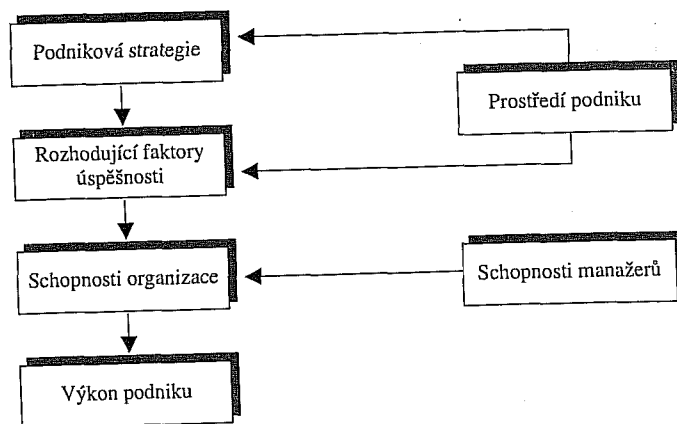 Podniková strategie
Prostředí podniku
Rozhodující faktory
úspěšnosti
Schopnosti organizace
Schopnosti manažerů
Výkon podniku